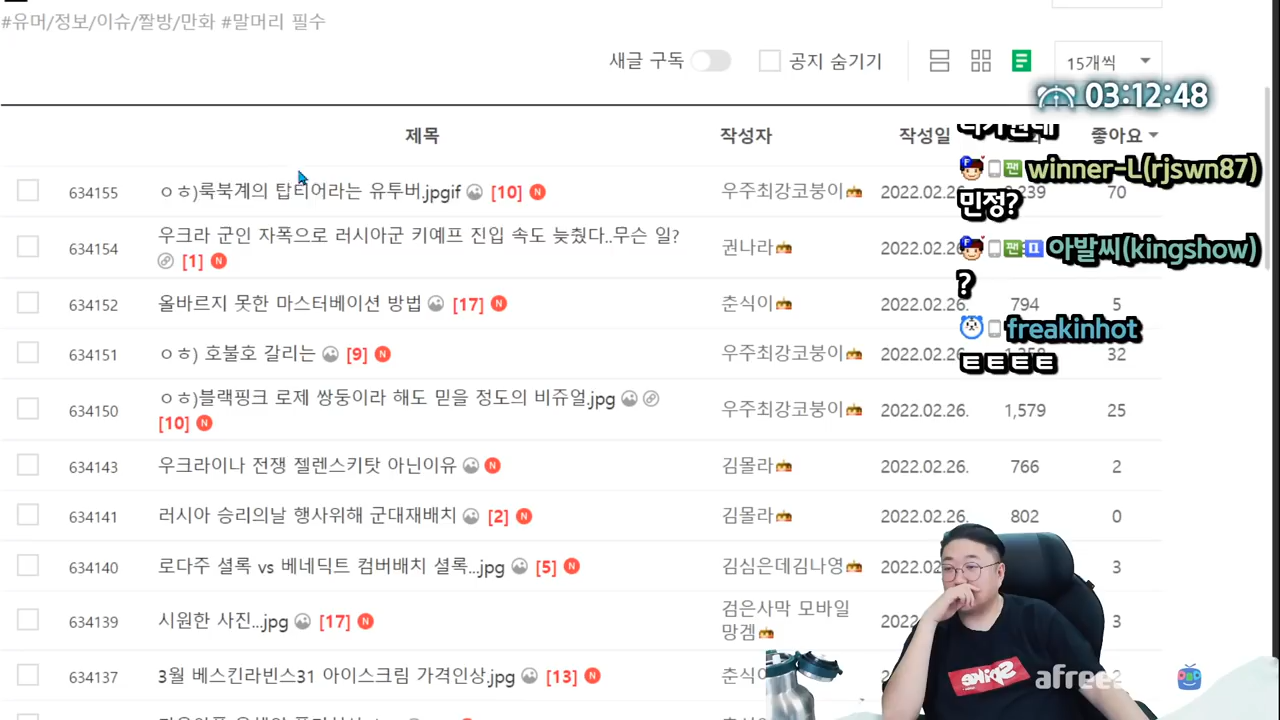 #유머/정보/이슈/짤방/만화 #말머리 필수
새글 구독 공지 숨기기 15개씩
03:12:48
제목 작성자 작성일 좋아요
634155 ㅇㅎ)룩북계의 탑티어라는 유투버.jpgif [10] N 우주최강코붕이 2022.02.26. 70
634154 우크라 군인 자폭으로 러시아군 키예프 진입 속도 늦췄다..무슨 일?
[1] N 권나라
634152 올바르지 못한 마스터베이션 방법 [17] N 춘식이 2022.02.26. 794 5
634151 ㅇㅎ) 호불호 갈리는 [9] N 우주최강코붕이 2022.02.26. 32
634150 ㅇㅎ)블랙핑크 로제 쌍둥이라 해도 믿을 정도의 비쥬얼.jpg
[10] N 우주최강코붕이 2022.02.26. 1,579 25
634143 우크라이나 전쟁 젤렌스키탓 아닌이유 N 김몰라 2022.02.26. 766 2
634141 러시아 승리의날 행사위해 군대재배치 [2] N 김몰라 2022.02.26. 802 0
634140 로다주 셜록 vs 베네딕트 컴버배치 셜록...jpg [5] N 김심은데김나영 3
634139 시원한 사진...jpg [17] N 검은사막 모바일
망겜 3
634137 3월 베스킨라빈스31 아이스크림 가격인상.jpg [13] N
winner-L(rjswn87)
민정?
팬 아발씨(kingshow)
?
freakinhot
ㅌㅌㅌㅌ
Spike